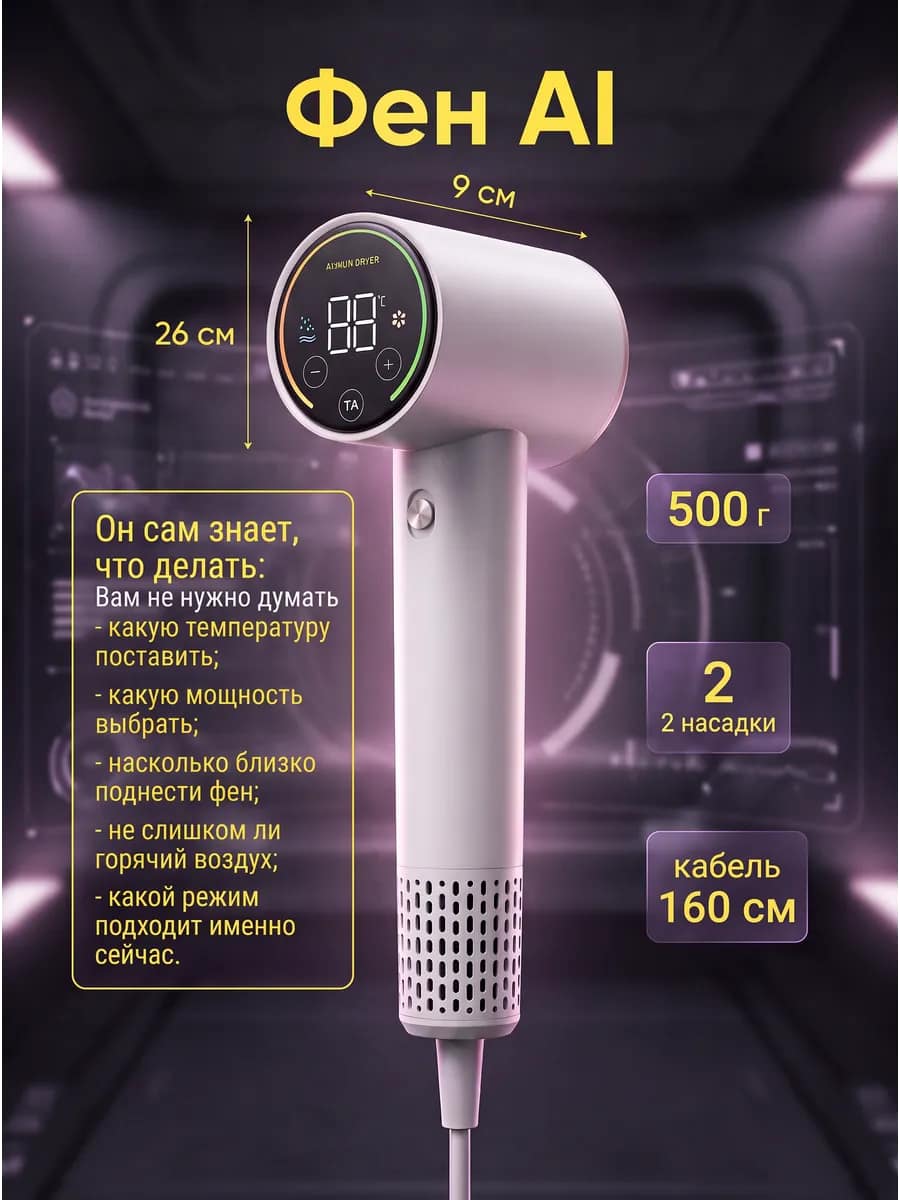 Фен AI
9 см
26 см
AIYMUN DRYER
88°C
− +
TA
Он сам знает,
что делать:
Вам не нужно думать
- какую температуру
поставить;
- какую мощность
выбрать;
- насколько близко
поднести фен;
- не слишком ли
горячий воздух;
- какой режим
подходит именно
сейчас.
500 г
2
2 насадки
кабель
160 см